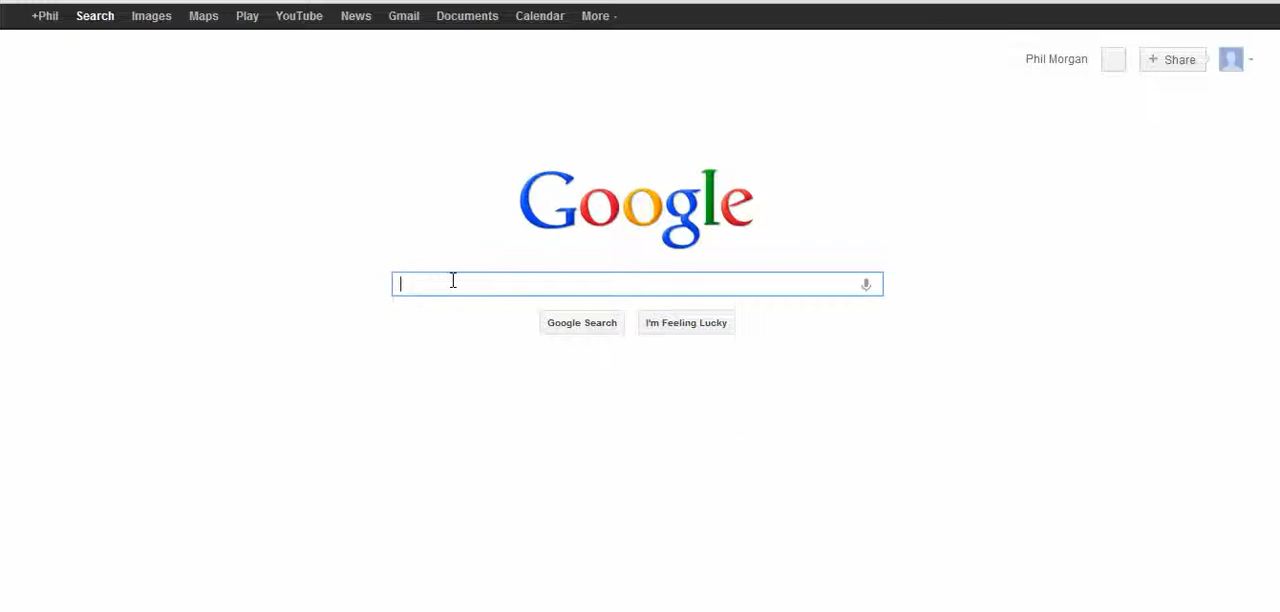 +Phil Search Images Maps Play YouTube News Gmail Documents Calendar More
Phil Morgan + Share
Google
Google Search I'm Feeling Lucky